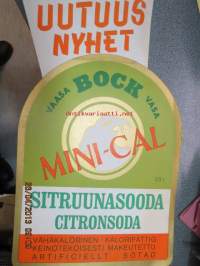 UUTUUS
NYHET
VAASA BOCK VASA
MINI-CAL
SITRUUNASOODA
CITRONSODA
VÄHÄKALORINEN · KALORIFATTIG
KEINOTEKOISESTI MAKEUTETTU
ARTIFICIELLT SÖTAD